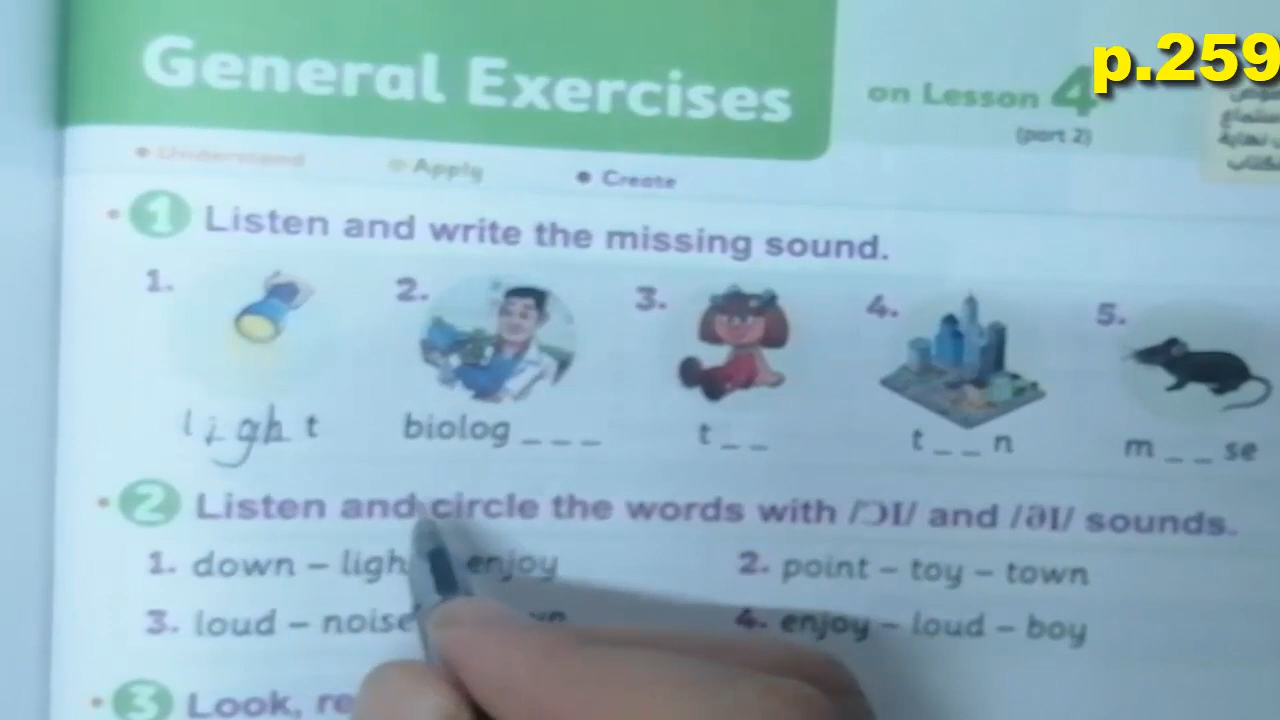 p.259
General Exercises
on Lesson 4
(part 2)
• Understand • Apply • Create
• 1 Listen and write the missing sound.
1. 2. 3. 4. 5.
light biolog _ _ _ t _ _ t _ _ n m _ _ se
• 2 Listen and circle the words with /ɔɪ/ and /əɪ/ sounds.
1. down – ligh enjoy 2. point – toy – town
3. loud – noise 4. enjoy – loud – boy
• 3 Look, re